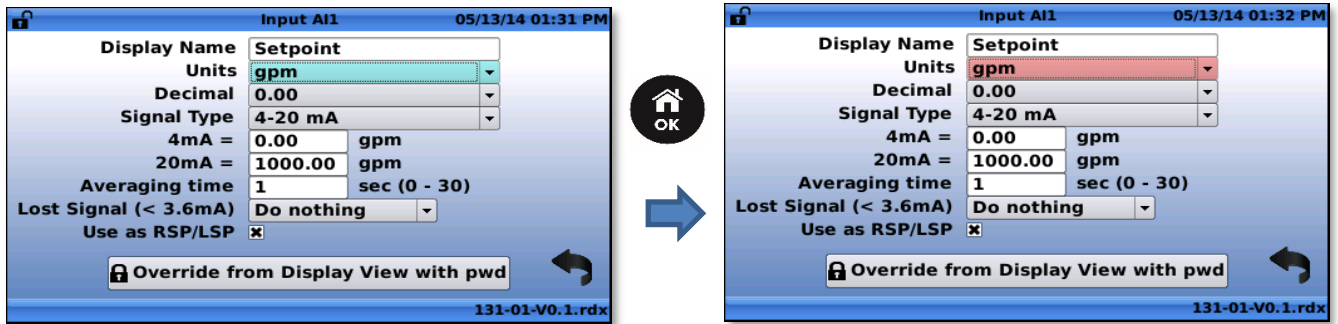 Input AI1 05/13/14 01:31 PM
Display Name Setpoint
Units gpm
Decimal 0.00
Signal Type 4-20 mA
4mA = 0.00 gpm
20mA = 1000.00 gpm
Averaging time 1 sec (0 - 30)
Lost Signal (< 3.6mA) Do nothing
Use as RSP/LSP
Override from Display View with pwd
131-01-V0.1.rdx
OK
Input AI1 05/13/14 01:32 PM
Display Name Setpoint
Units gpm
Decimal 0.00
Signal Type 4-20 mA
4mA = 0.00 gpm
20mA = 1000.00 gpm
Averaging time 1 sec (0 - 30)
Lost Signal (< 3.6mA) Do nothing
Use as RSP/LSP
Override from Display View with pwd
131-01-V0.1.rdx